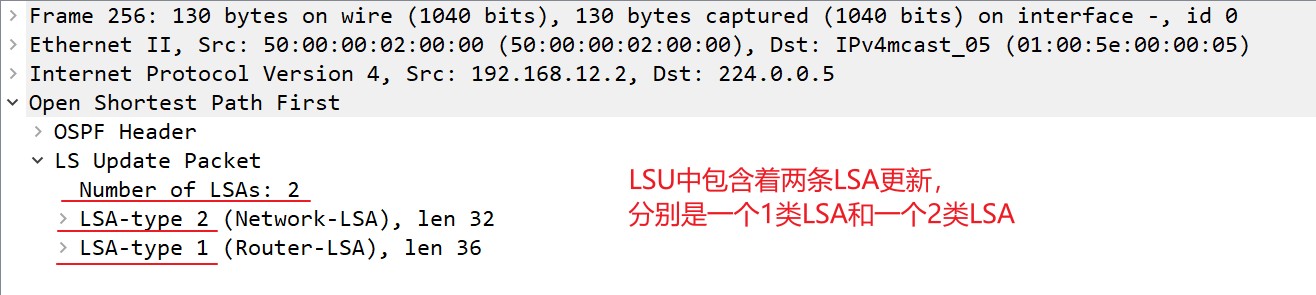 Frame 256: 130 bytes on wire (1040 bits), 130 bytes captured (1040 bits) on interface -, id 0
Ethernet II, Src: 50:00:00:02:00:00 (50:00:00:02:00:00), Dst: IPv4mcast_05 (01:00:5e:00:00:05)
Internet Protocol Version 4, Src: 192.168.12.2, Dst: 224.0.0.5
Open Shortest Path First
OSPF Header
LS Update Packet
Number of LSAs: 2
LSA-type 2 (Network-LSA), len 32
LSA-type 1 (Router-LSA), len 36
LSU中包含着两条LSA更新，
分别是一个1类LSA和一个2类LSA